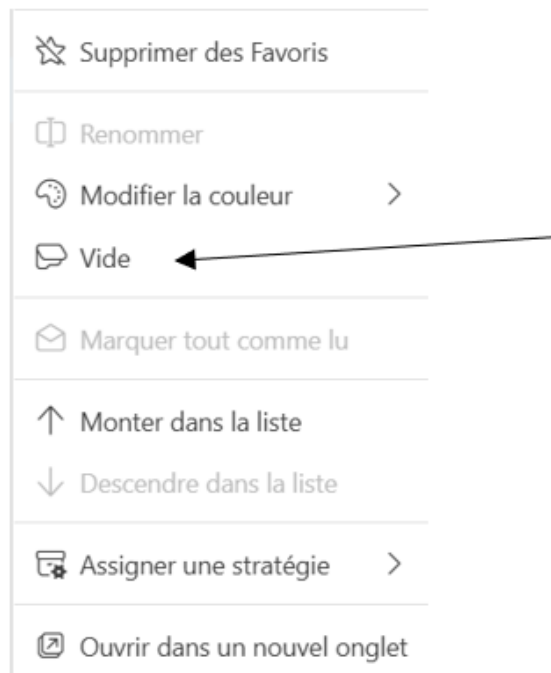 Supprimer des Favoris
Renommer
Modifier la couleur
Vide
Marquer tout comme lu
Monter dans la liste
Descendre dans la liste
Assigner une stratégie
Ouvrir dans un nouvel onglet